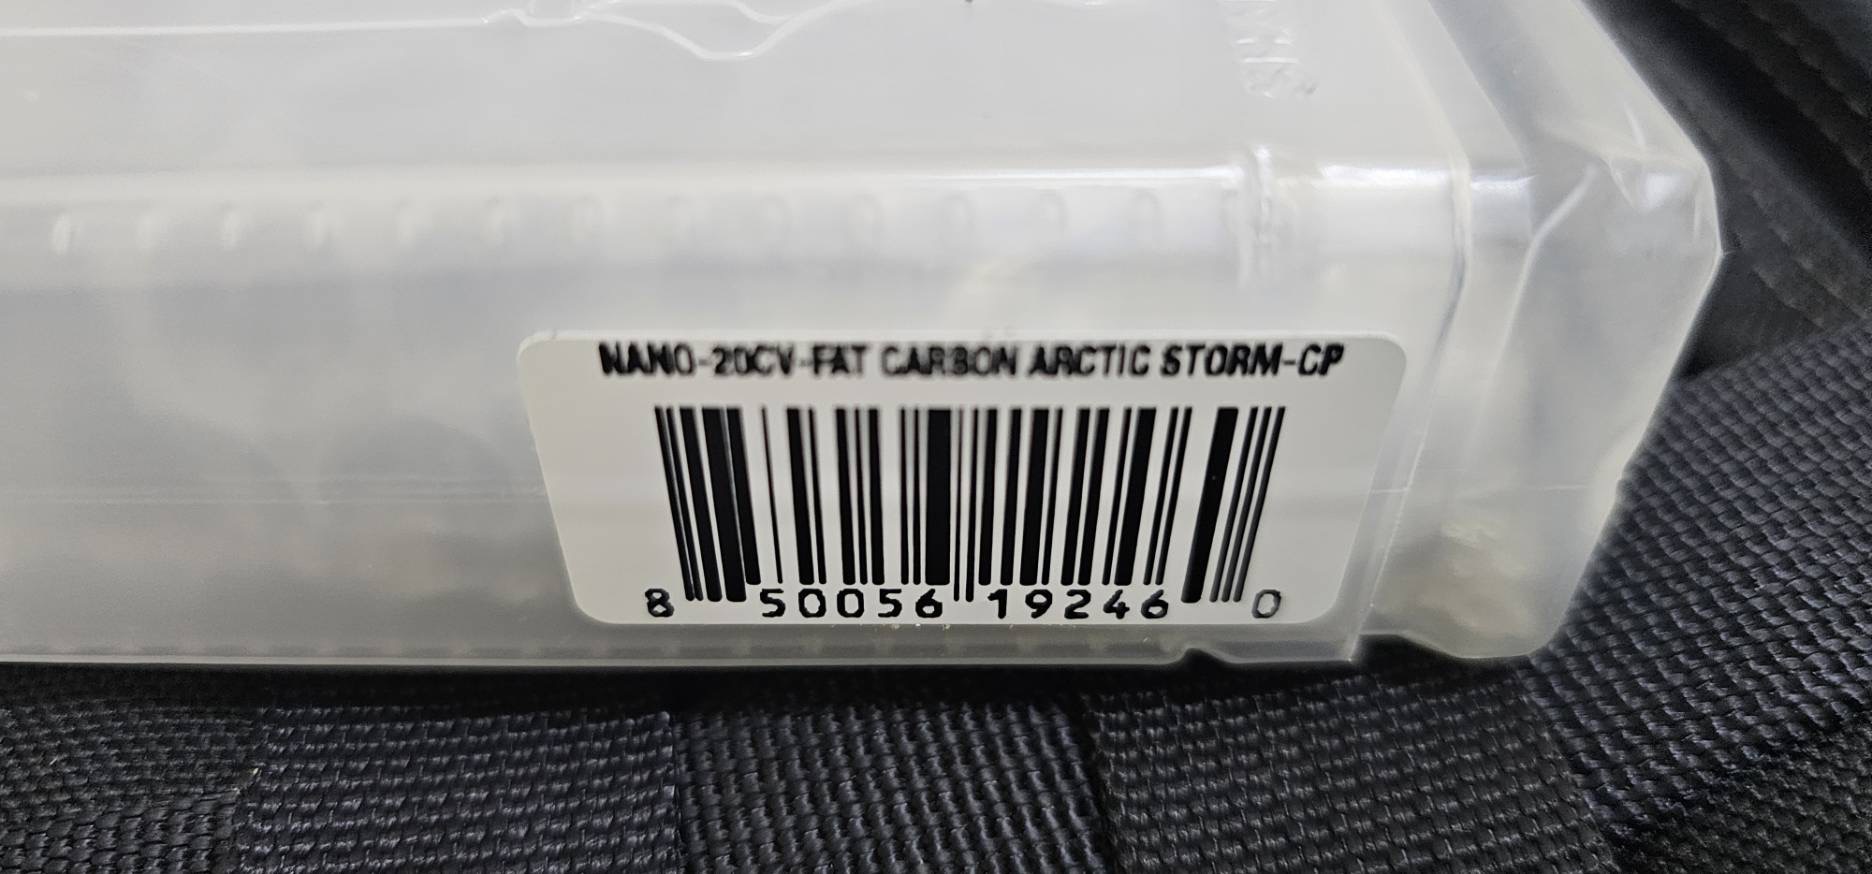 NANO-20CV-FAT CARBON ARCTIC STORM-CP
8 50056 19246 0